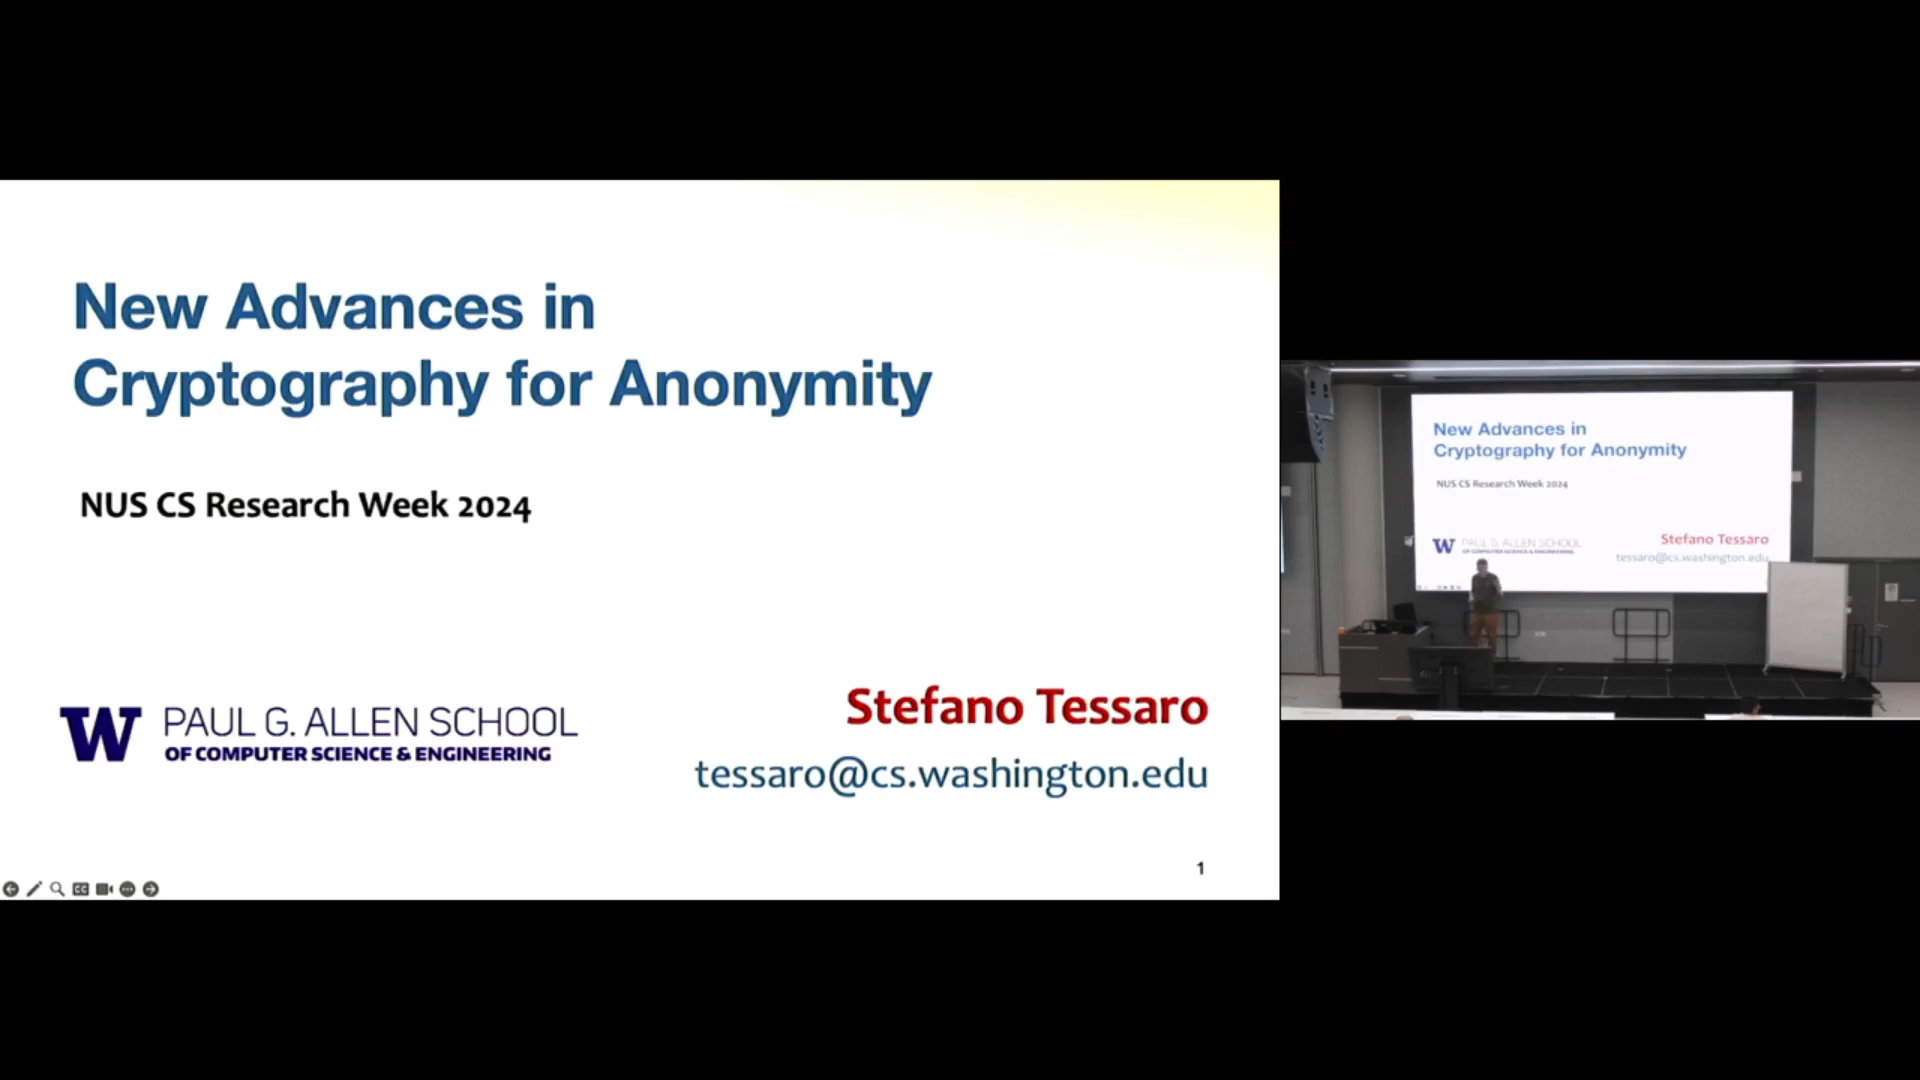 New Advances in
Cryptography for Anonymity
NUS CS Research Week 2024
W PAUL G. ALLEN SCHOOL
OF COMPUTER SCIENCE & ENGINEERING
Stefano Tessaro
tessaro@cs.washington.edu
1
CC
New Advances in
Cryptography for Anonymity
NUS CS Research Week 2024
W PAUL G. ALLEN SCHOOL
OF COMPUTER SCIENCE & ENGINEERING
Stefano Tessaro
tessaro@cs.washington.edu